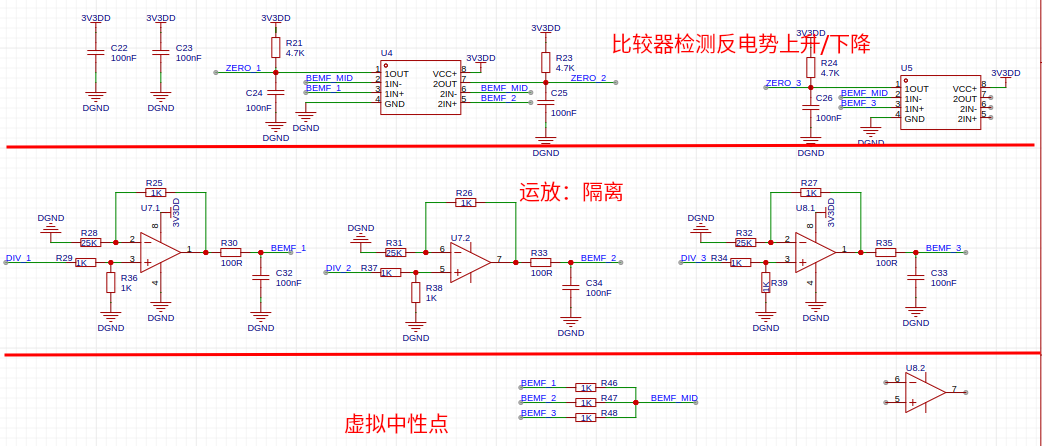 3V3DD
3V3DD
3V3DD
3V3DD
3V3DD
比较器检测反电势上升/下降
C22
100nF
C23
100nF
R21
4.7K
U4
3V3DD
R23
4.7K
R24
4.7K
U5
3V3DD
ZERO_1
1 1OUT VCC+ 8
BEMF_MID 2 1IN- 2OUT 7 ZERO_2
BEMF_1 3 1IN+ 2IN- 6 BEMF_MID
4 GND 2IN+ 5 BEMF_2
C24
100nF
C25
100nF
ZERO_3
1 1OUT VCC+ 8
BEMF_MID 2 1IN- 2OUT 7
BEMF_3 3 1IN+ 2IN- 6
4 GND 2IN+ 5
C26
100nF
DGND
DGND
DGND
DGND
DGND
DGND
DGND
运放：隔离
R25
1K
U7.1
3V3DD
8
DGND
R28
25K
2
DIV_1
R29
1K
3
1
4
R30
100R
BEMF_1
R36
1K
C32
100nF
DGND
DGND
DGND
R26
1K
U7.2
DGND
R31
25K
6
DIV_2
R37
1K
5
7
R33
100R
BEMF_2
R38
1K
C34
100nF
DGND
DGND
R27
1K
U8.1
3V3DD
8
DGND
R32
25K
2
DIV_3
R34
1K
3
1
4
R35
100R
BEMF_3
R39
1K
C33
100nF
DGND
DGND
DGND
虚拟中性点
BEMF_1 1K R46
BEMF_2 1K R47 BEMF_MID
BEMF_3 1K R48
U8.2
6
5
7